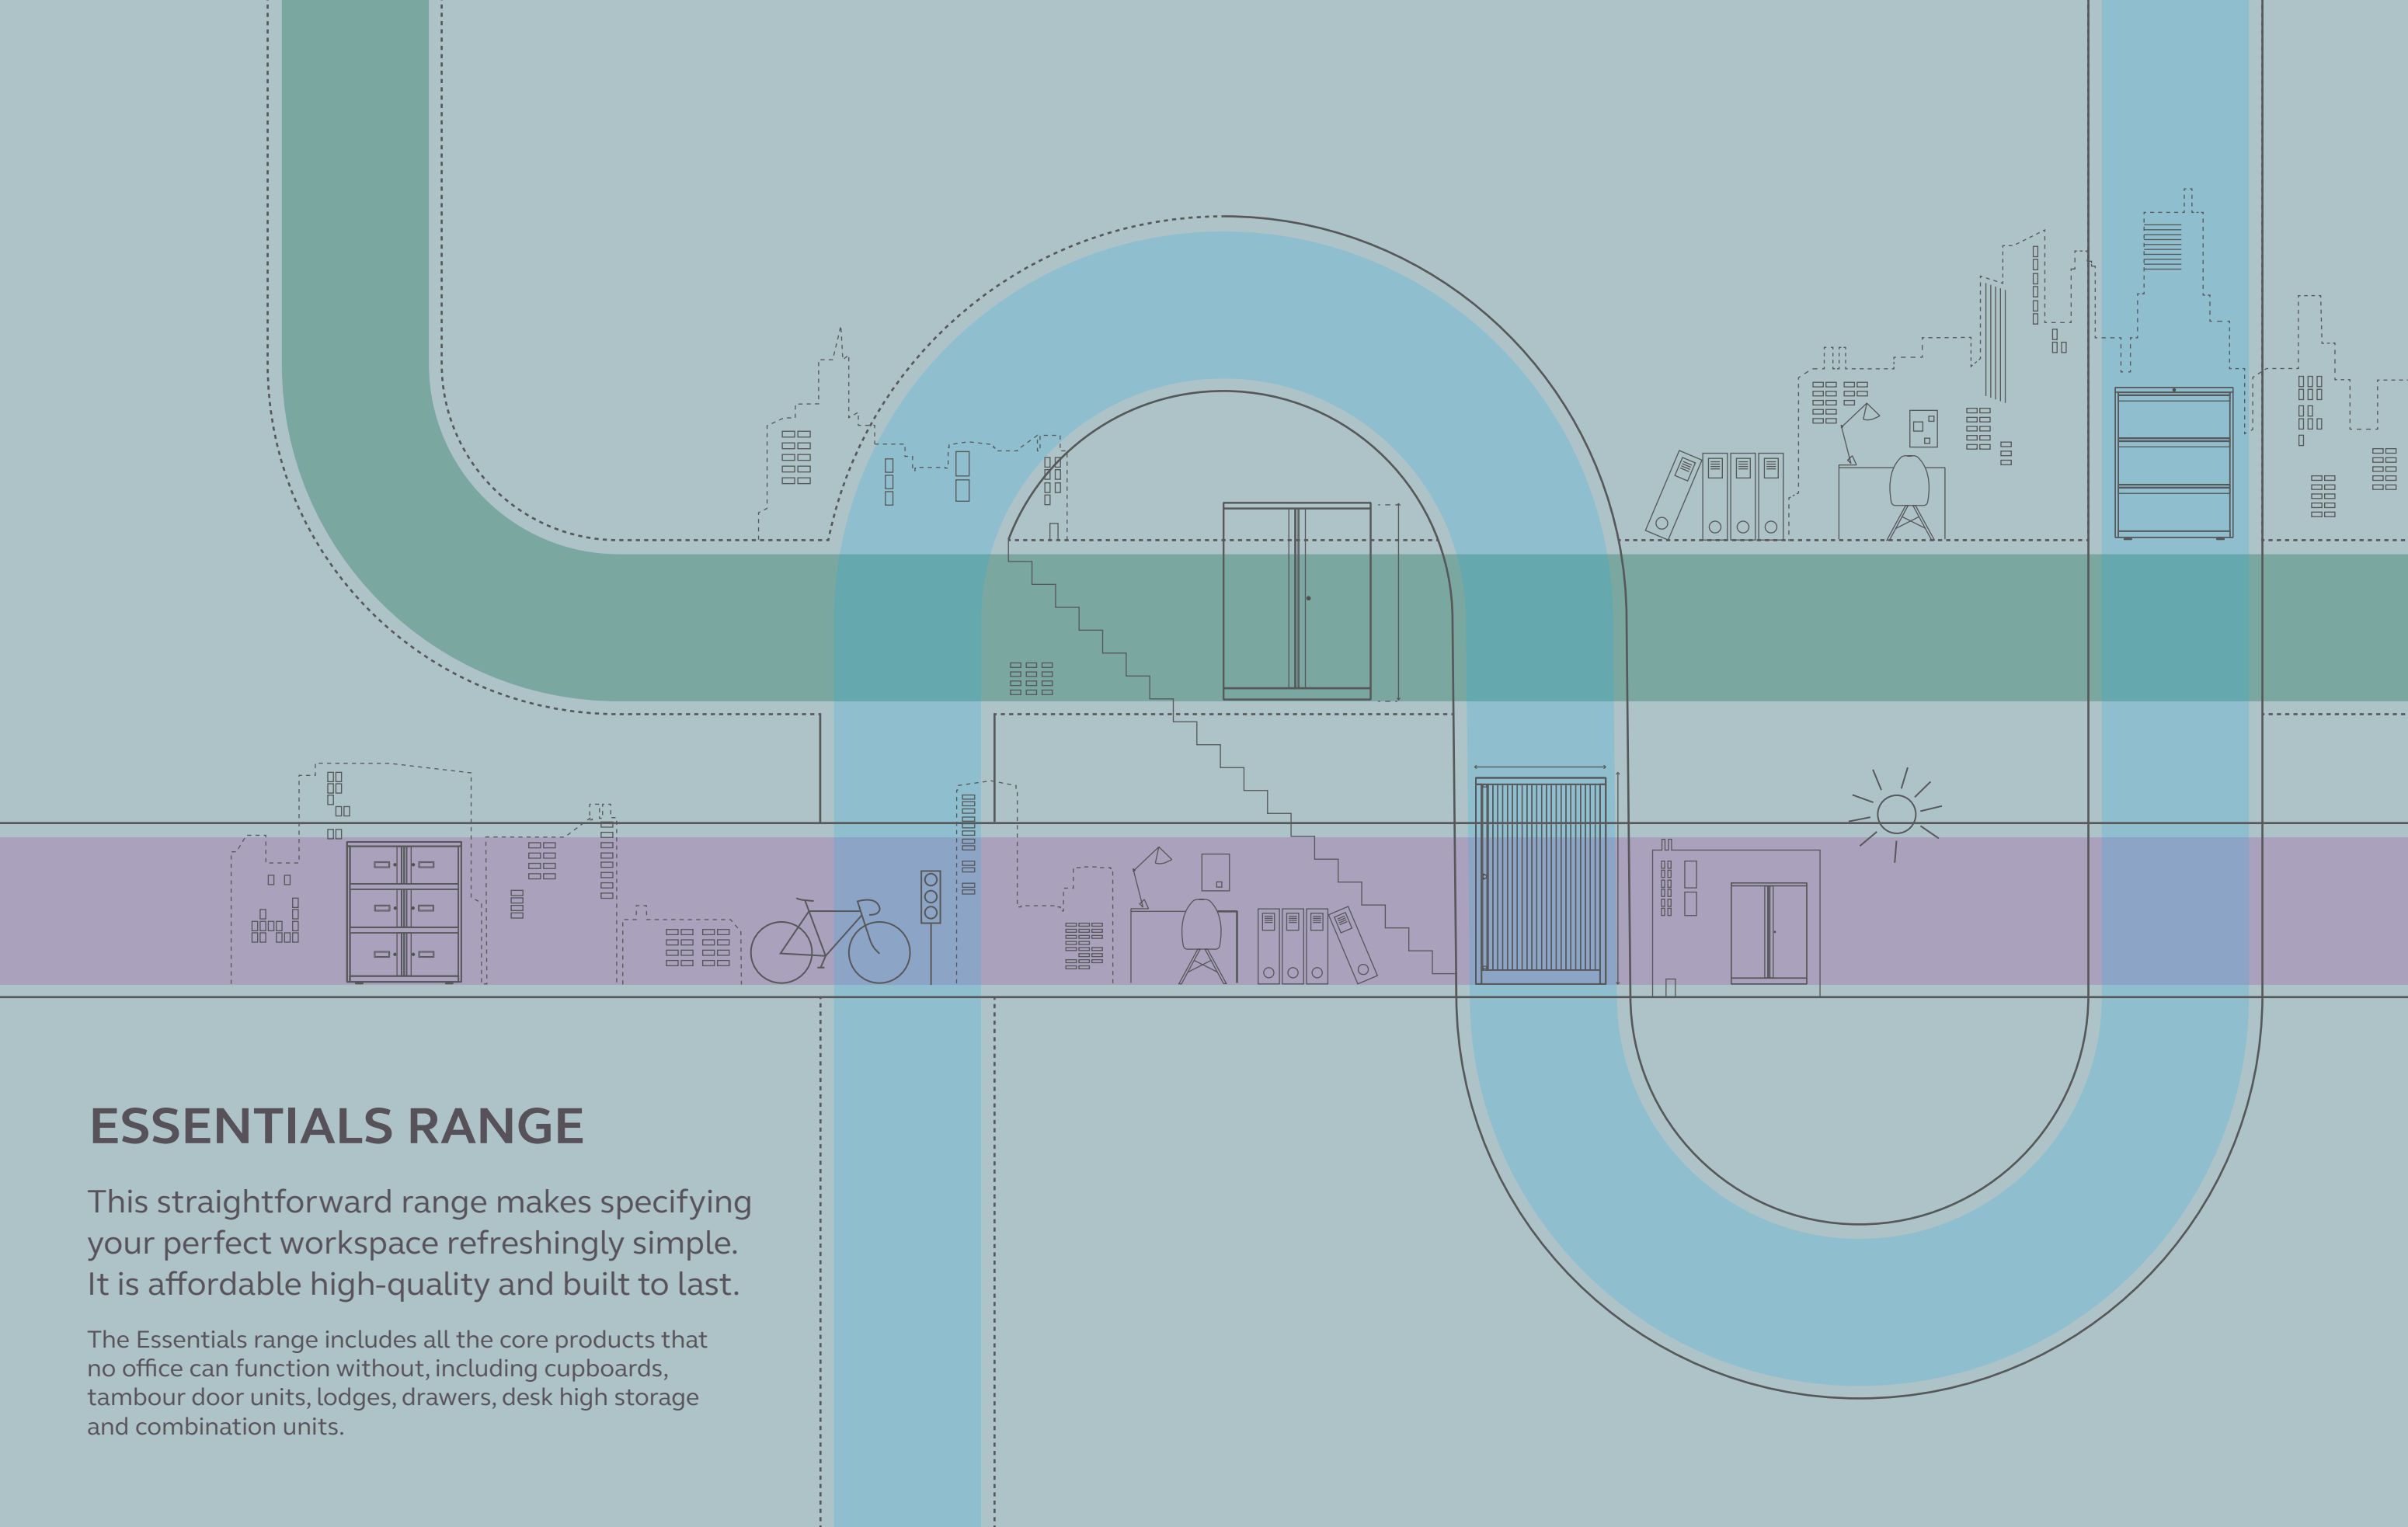 ESSENTIALS RANGE
This straightforward range makes specifying
your perfect workspace refreshingly simple.
It is affordable high-quality and built to last.
The Essentials range includes all the core products that
no office can function without, including cupboards,
tambour door units, lodges, drawers, desk high storage
and combination units.